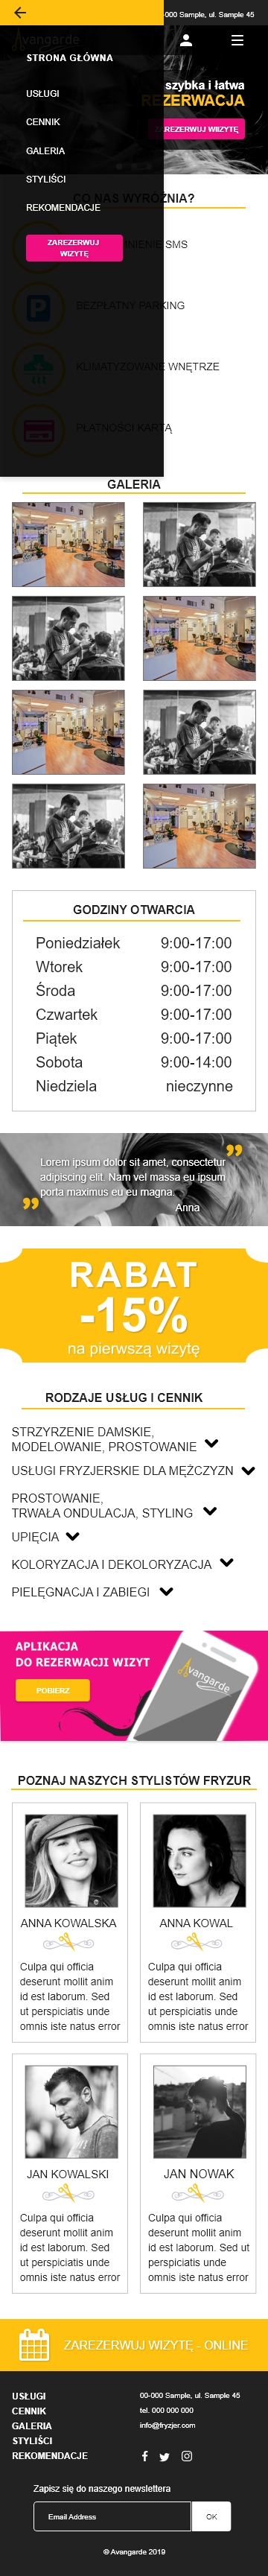 -000 Sample, ul. Sample 45
vangarde
STRONA GŁÓWNA
USŁUGI
CENNIK
GALERIA
STYLIŚCI
REKOMENDACJE
ZAREZERWUJ
WIZYTĘ
szybka i łatwa
REZERWACJA
ZAREZERWUJ WIIZYTĘ
CO NAS WYRÓŻNIA?
SMS
BEZPŁATNY PARKING
KLIMATYZOWANE WNĘTRZE
PŁATNOŚCI KARTĄ
GALERIA
GODZINY OTWARCIA
Poniedziałek 9:00-17:00
Wtorek 9:00-17:00
Środa 9:00-17:00
Czwartek 9:00-17:00
Piątek 9:00-17:00
Sobota 9:00-14:00
Niedziela nieczynne
Lorem ipsum dolor sit amet, consectetur
adipiscing elit. Nam vel massa eu ipsum
porta maximus eu eu magna.
Anna
RABAT
-15%
na pierwszą wizytę
RODZAJE USŁUG I CENNIK
STRZYRZENIE DAMSKIE,
MODELOWANIE, PROSTOWANIE
USŁUGI FRYZJERSKIE DLA MĘŻCZYZN
PROSTOWANIE,
TRWAŁA ONDULACJA, STYLING
UPIĘCIA
KOLORYZACJA I DEKOLORYZACJA
PIELĘGNACJA I ZABIEGI
APLIKACJA
DO REZERWACJI WIZYT
POBIERZ
Avangarde
POZNAJ NASZYCH STYLISTÓW FRYZUR
ANNA KOWALSKA
Culpa qui officia
deserunt mollit anim
id est laborum. Sed
ut perspiciatis unde
omnis iste natus error
ANNA KOWAL
Culpa qui officia
deserunt mollit anim
id est laborum. Sed
ut perspiciatis unde
omnis iste natus error
JAN KOWALSKI
Culpa qui officia
deserunt mollit anim
id est laborum. Sed
ut perspiciatis unde
omnis iste natus error
JAN NOWAK
Culpa qui officia
deserunt mollit anim
id est laborum. Sed ut
perspiciatis unde
omnis iste natus error
ZAREZERWUJ WIZYTĘ - ONLINE
USŁUGI
CENNIK
GALERIA
STYLIŚCI
REKOMENDACJE
00-000 Sample, ul. Sample 45
tel. 000 000 000
info@fryzjer.com
Zapisz się do naszego newslettera
Email Address
OK
© Avangarde 2019